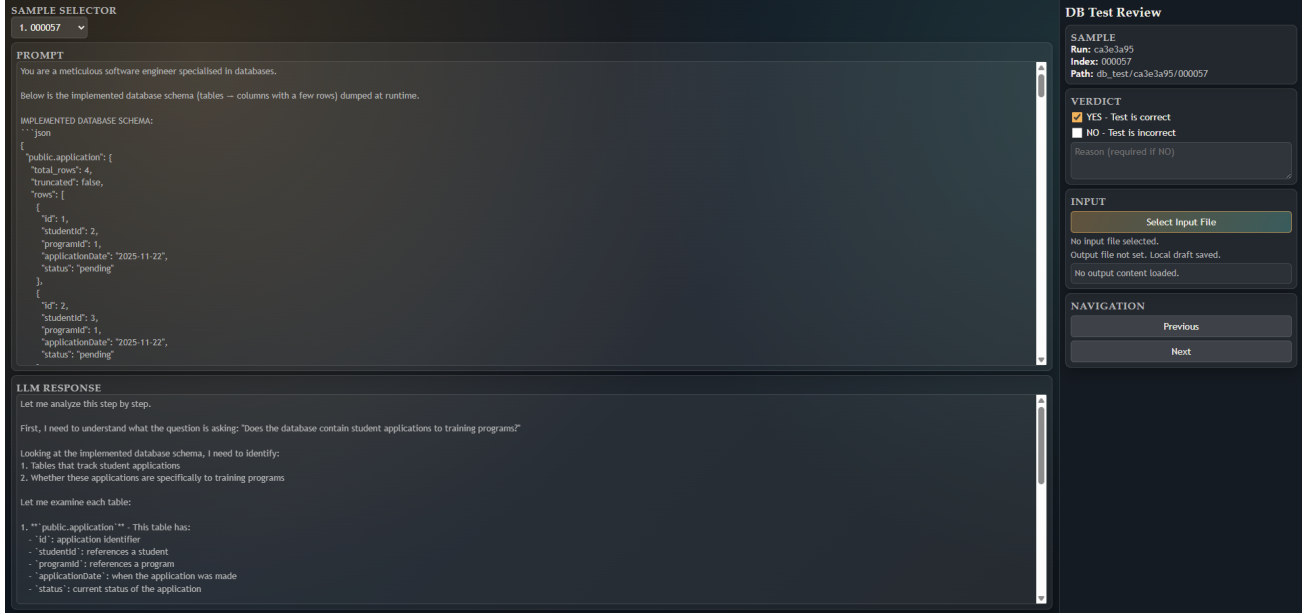 SAMPLE SELECTOR
1. 000057
PROMPT
You are a meticulous software engineer specialised in databases.
Below is the implemented database schema (tables — columns with a few rows) dumped at runtime.
IMPLEMENTED DATABASE SCHEMA:
```json
{
"public.application": {
"total_rows": 4,
"truncated": false,
"rows": [
{
"id": 1,
"studentId": 2,
"programId": 1,
"applicationDate": "2025-11-22",
"status": "pending"
},
{
"id": 2,
"studentId": 3,
"programId": 1,
"applicationDate": "2025-11-22",
"status": "pending"
LLM RESPONSE
Let me analyze this step by step.
First, I need to understand what the question is asking: "Does the database contain student applications to training programs?"
Looking at the implemented database schema, I need to identify:
1. Tables that track student applications
2. Whether these applications are specifically to training programs
Let me examine each table:
1. **`public.application`** - This table has:
- `id`: application identifier
- `studentId`: references a student
- `programId`: references a program
- `applicationDate`: when the application was made
- `status`: current status of the application
DB Test Review
SAMPLE
Run: ca3e3a95
Index: 000057
Path: db_test/ca3e3a95/000057
VERDICT
YES - Test is correct
NO - Test is incorrect
Reason (required if NO)
INPUT
Select Input File
No input file selected.
Output file not set. Local draft saved.
No output content loaded.
NAVIGATION
Previous
Next